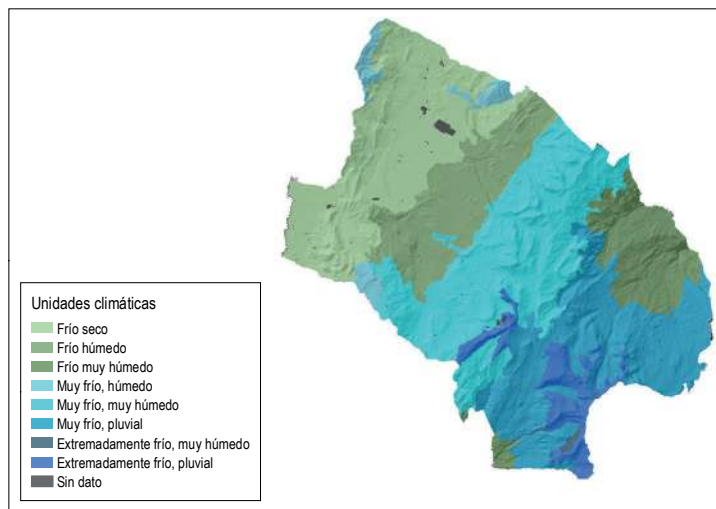 Unidades climáticas
Frío seco
Frío húmedo
Frío muy húmedo
Muy frío, húmedo
Muy frío, muy húmedo
Muy frío, pluvial
Extremadamente frío, muy húmedo
Extremadamente frío, pluvial
Sin dato